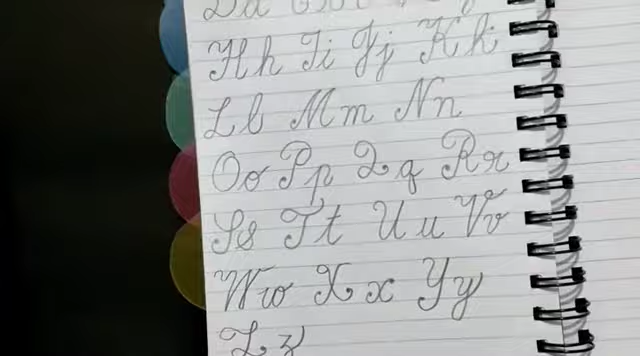 Hh Ii Jj Kk
Ll Mm Nn
Oo Pp Qq Rr
Ss Tt Uu Vv
Ww Xx Yy
Zz